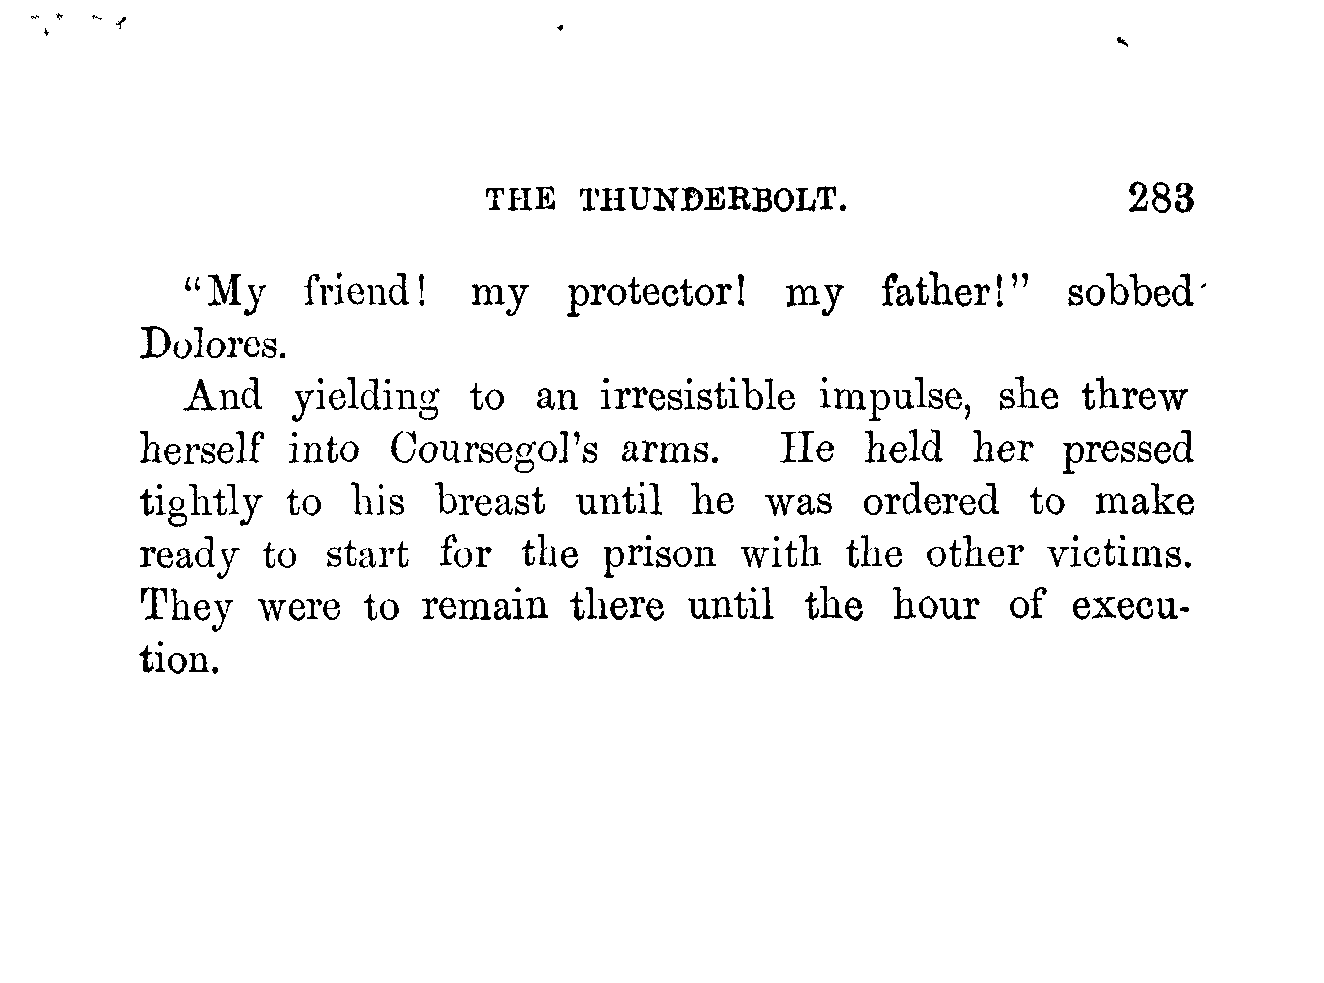 THE THUNDERBOLT. 283
"My friend! my protector! my father!" sobbed
Dolores.
And yielding to an irresistible impulse, she threw
herself into Coursegol's arms. He held her pressed
tightly to his breast until he was ordered to make
ready to start for the prison with the other victims.
They were to remain there until the hour of execu-
tion.